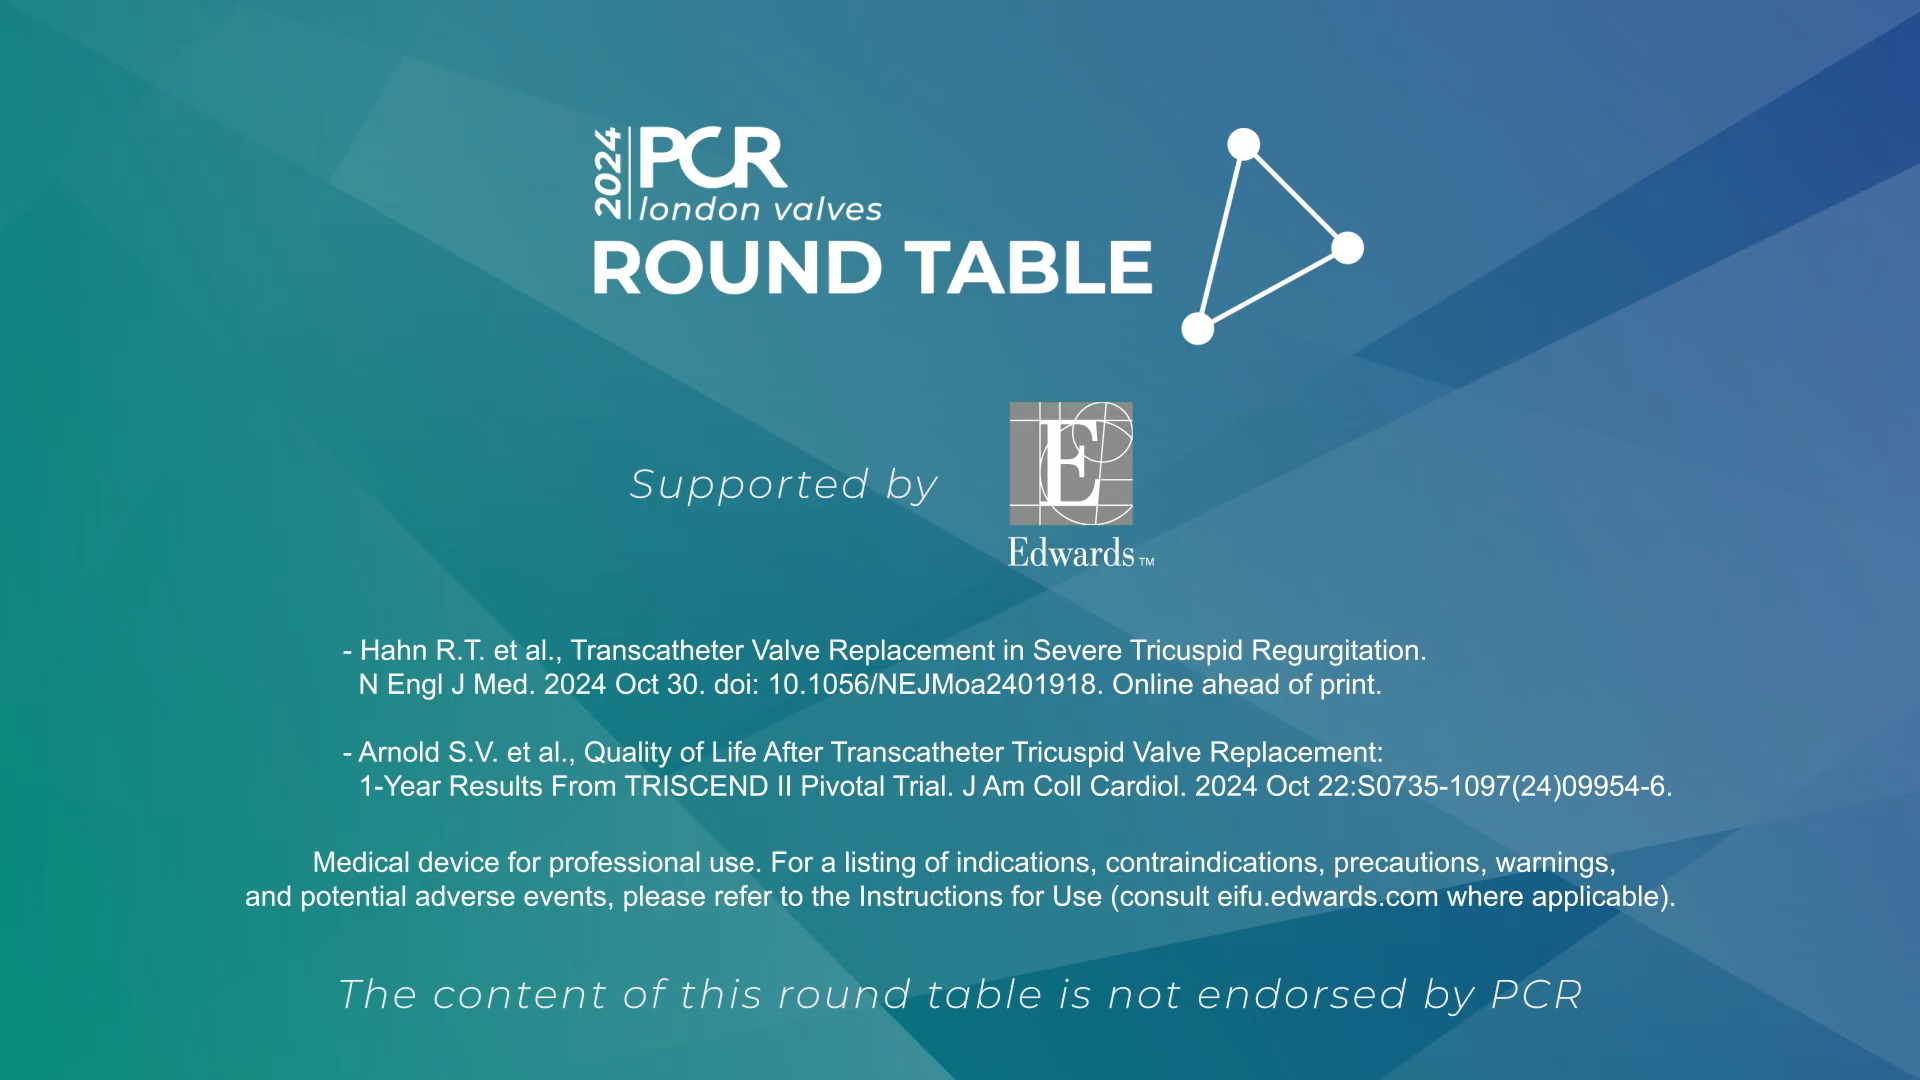 2024 PCR
london valves
ROUND TABLE
Supported by
E
Edwards™
- Hahn R.T. et al., Transcatheter Valve Replacement in Severe Tricuspid Regurgitation.
N Engl J Med. 2024 Oct 30. doi: 10.1056/NEJMoa2401918. Online ahead of print.
- Arnold S.V. et al., Quality of Life After Transcatheter Tricuspid Valve Replacement:
1-Year Results From TRISCEND II Pivotal Trial. J Am Coll Cardiol. 2024 Oct 22:S0735-1097(24)09954-6.
Medical device for professional use. For a listing of indications, contraindications, precautions, warnings,
and potential adverse events, please refer to the Instructions for Use (consult eifu.edwards.com where applicable).
The content of this round table is not endorsed by PCR